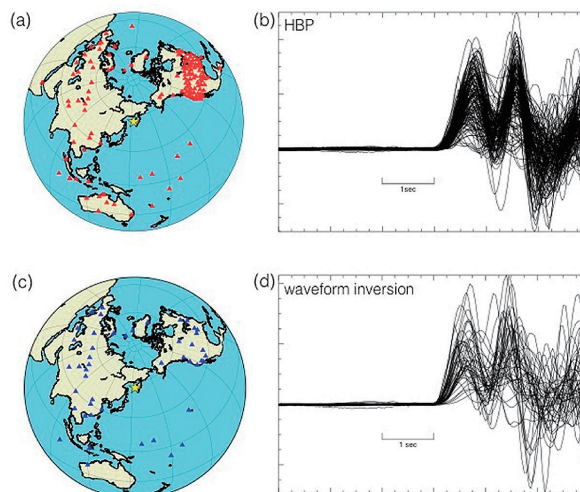 (a)
(b)
HBP
1sec
(c)
(d)
waveform inversion
1 sec